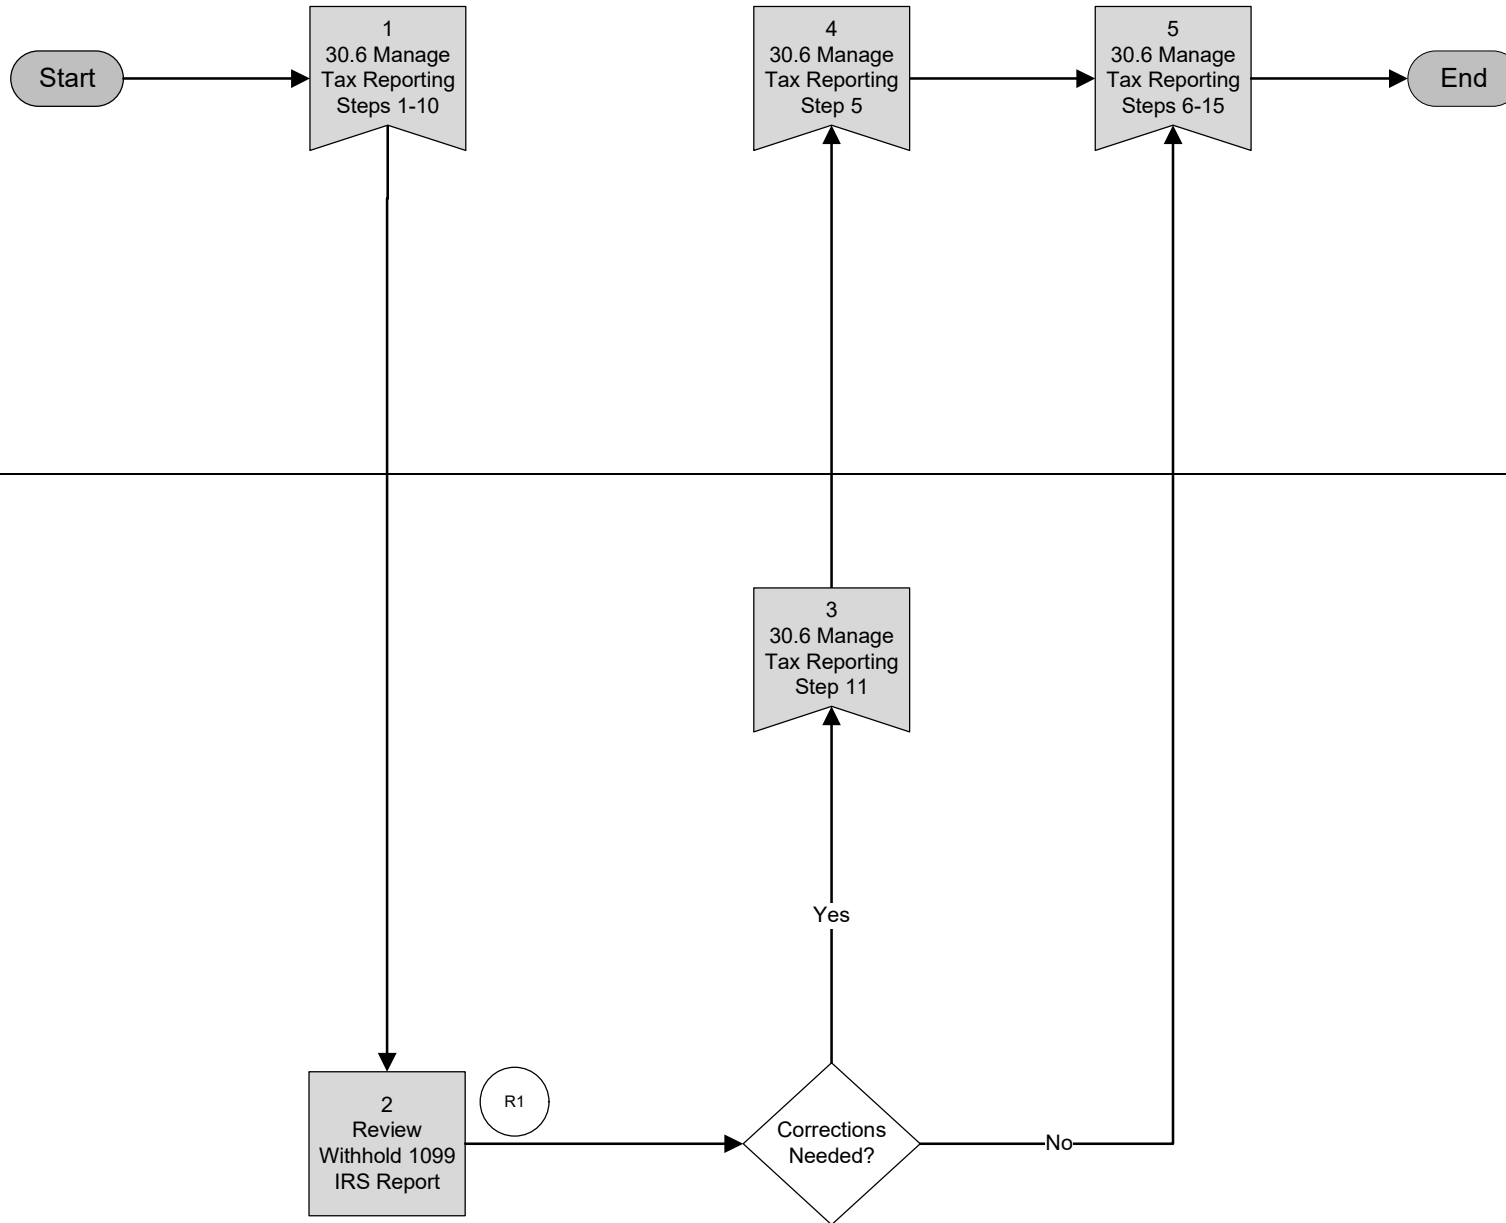 Start
1
30.6 Manage
Tax Reporting
Steps 1-10
4
30.6 Manage
Tax Reporting
Step 5
5
30.6 Manage
Tax Reporting
Steps 6-15
End
3
30.6 Manage
Tax Reporting
Step 11
Yes
2
Review
Withhold 1099
IRS Report
R1
Corrections
Needed?
No